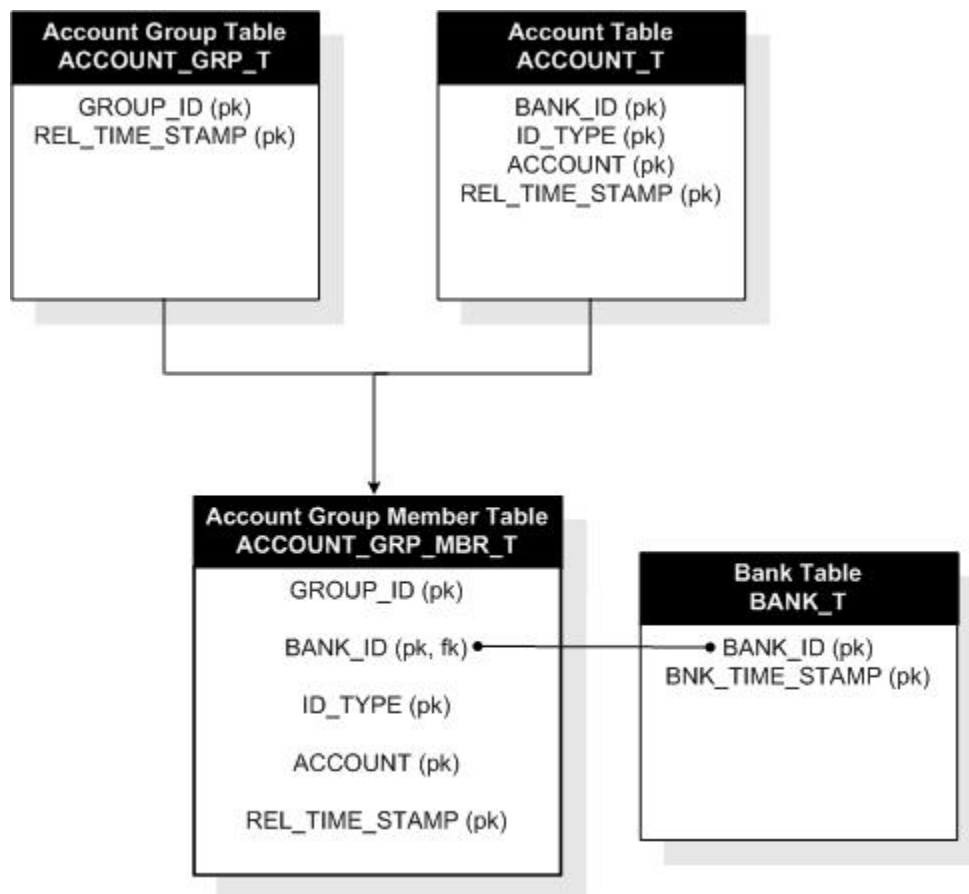 Account Group Table
ACCOUNT_GRP_T
GROUP_ID (pk)
REL_TIME_STAMP (pk)
Account Table
ACCOUNT_T
BANK_ID (pk)
ID_TYPE (pk)
ACCOUNT (pk)
REL_TIME_STAMP (pk)
Account Group Member Table
ACCOUNT_GRP_MBR_T
GROUP_ID (pk)
BANK_ID (pk, fk)
ID_TYPE (pk)
ACCOUNT (pk)
REL_TIME_STAMP (pk)
Bank Table
BANK_T
BANK_ID (pk)
BNK_TIME_STAMP (pk)